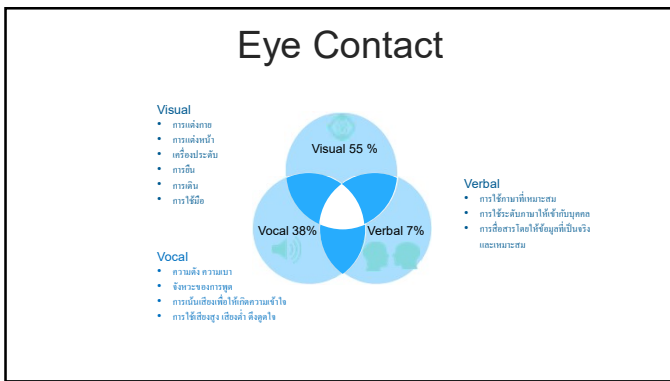 Eye Contact
Visual
• การแต่งกาย
• การแต่งหน้า
• เครื่องประดับ
• การยืน
• การเดิน
• การใช้มือ
Visual 55 %
Vocal 38%
Verbal 7%
Verbal
• การใช้ภาษาที่เหมาะสม
• การใช้ระดับภาษาให้เข้ากับบุคคล
• การสื่อสารโดยให้ข้อมูลที่เป็นจริง
และเหมาะสม
Vocal
• ความดัง ความเบา
• จังหวะของการพูด
• การเน้นเสียงเพื่อให้เกิดความเข้าใจ
• การใช้เสียงสูง เสียงต่ำ ดึงดูดใจ